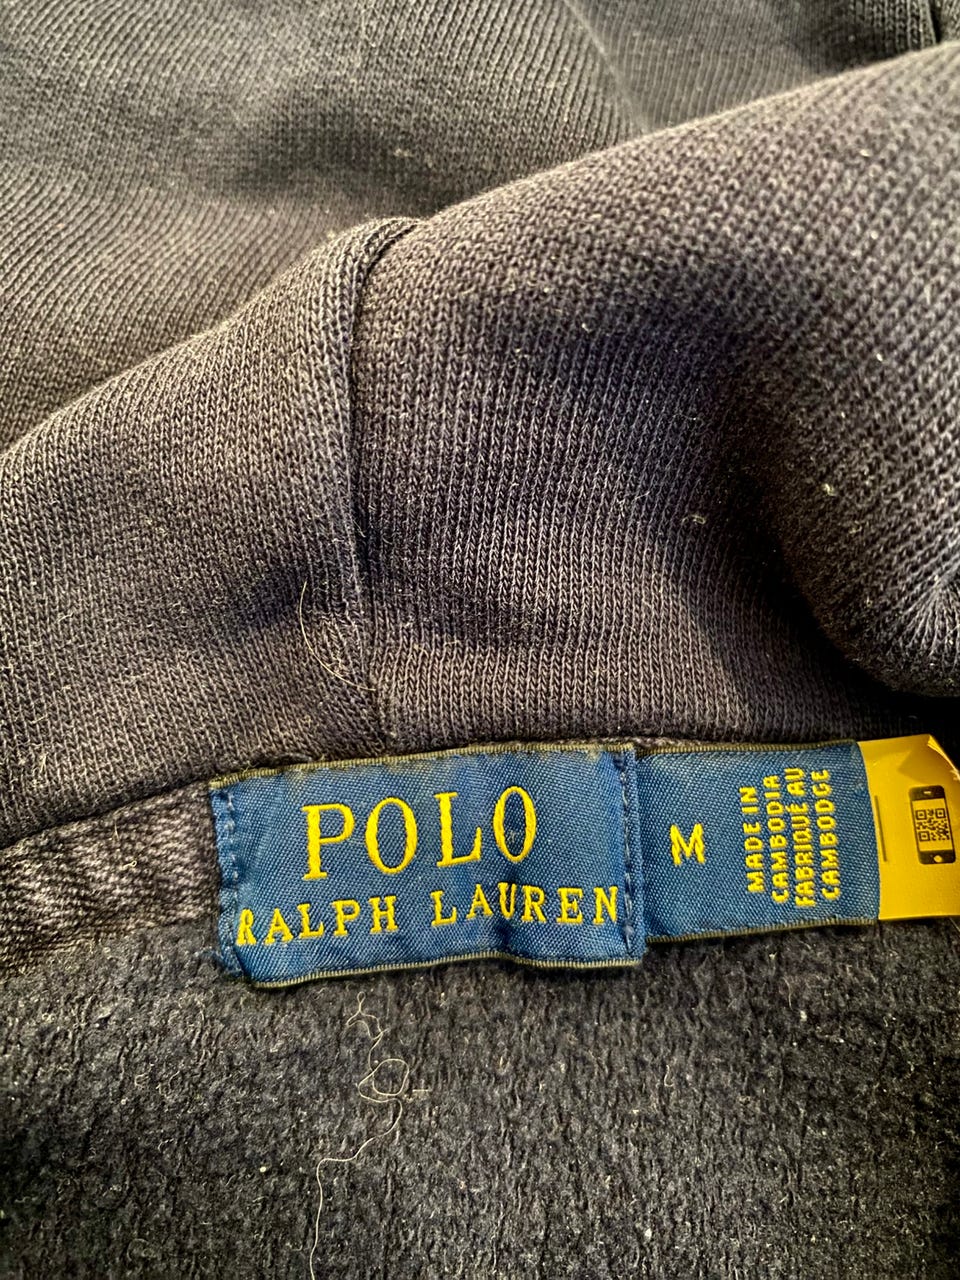 POLO
RALPH LAUREN
M
MADE IN
CAMBODIA
FABRIQUÉ AU
CAMBODGE